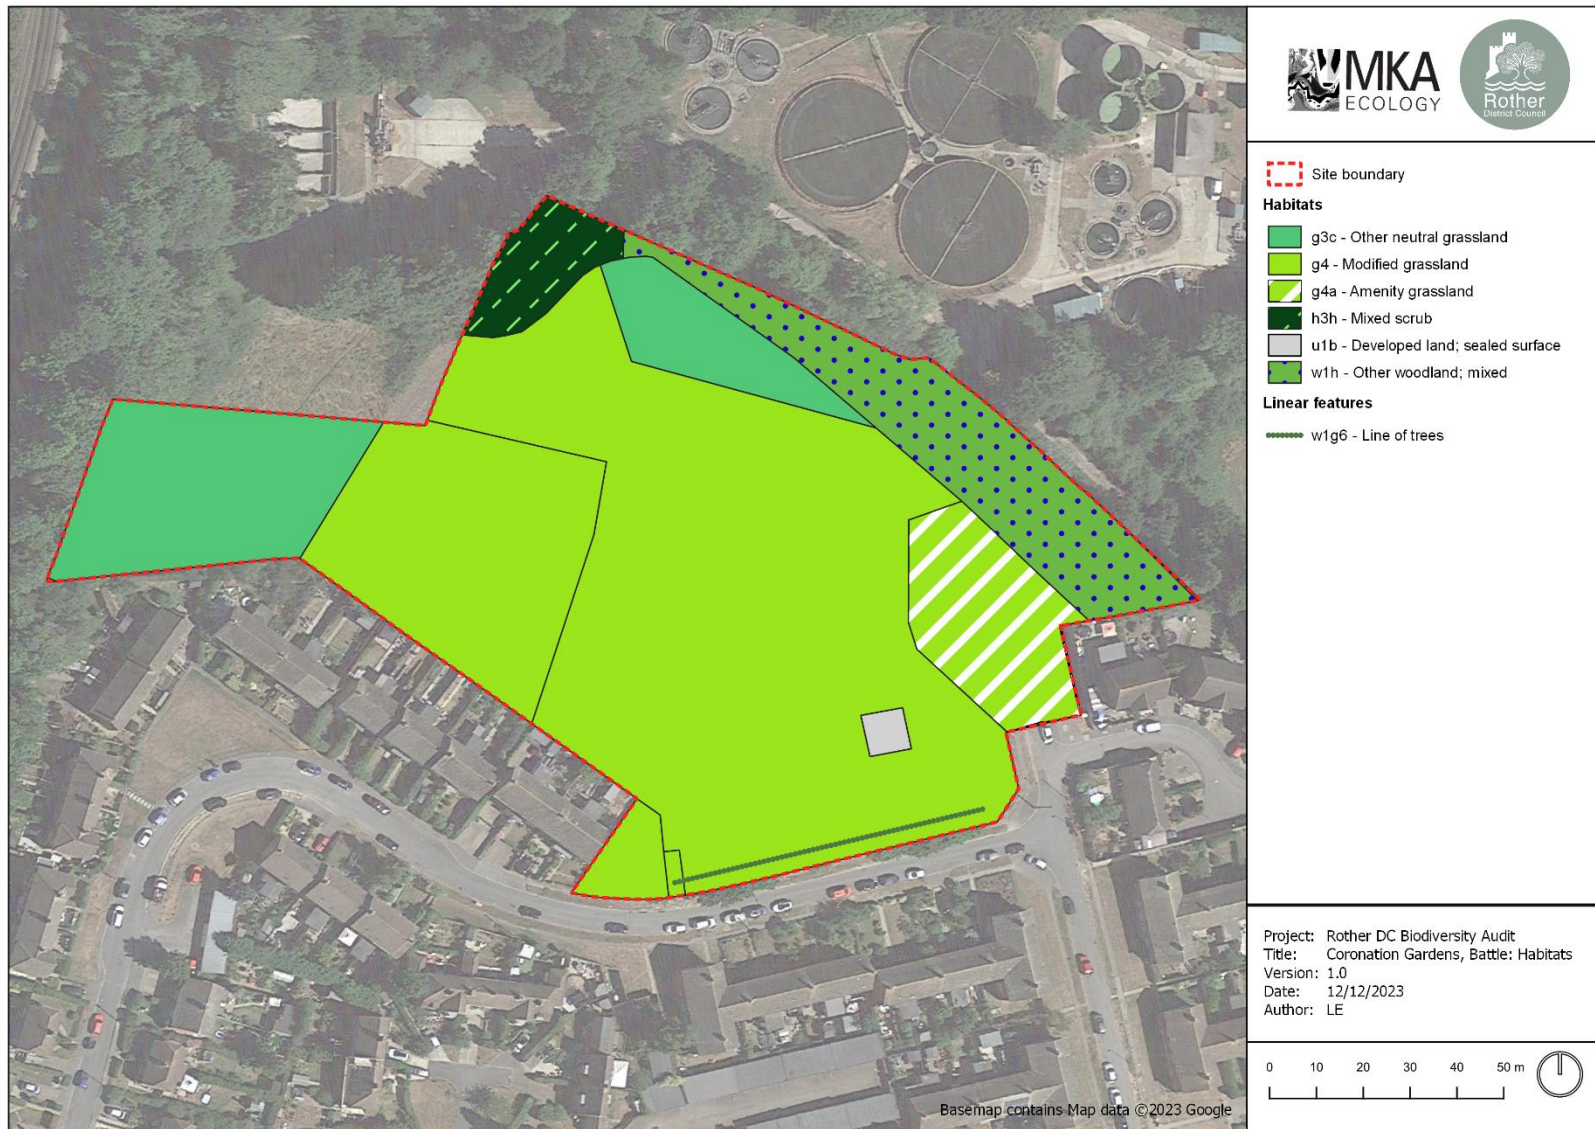 MKA
ECOLOGY
Rother
District Council
Site boundary
Habitats
g3c - Other neutral grassland
g4 - Modified grassland
g4a - Amenity grassland
h3h - Mixed scrub
u1b - Developed land; sealed surface
w1h - Other woodland; mixed
Linear features
w1g6 - Line of trees
Project: Rother DC Biodiversity Audit
Title: Coronation Gardens, Battle: Habitats
Version: 1.0
Date: 12/12/2023
Author: LE
0 10 20 30 40 50 m
Basemap contains Map data ©2023 Google